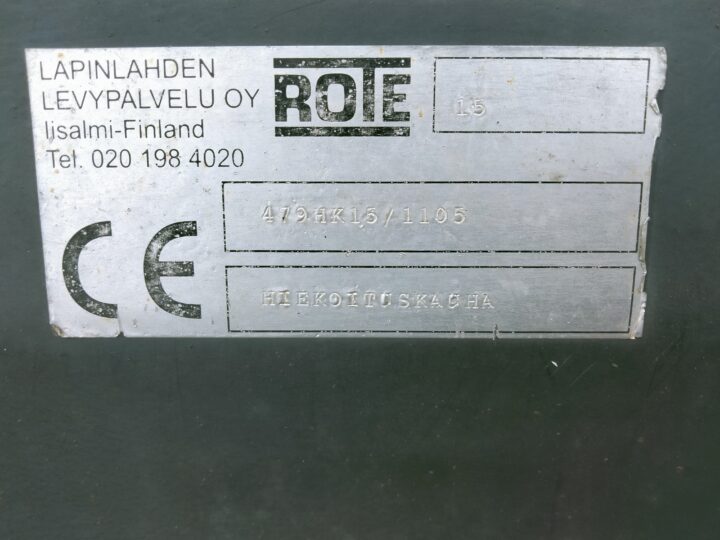 LAPINLAHDEN
LEVYPALVELU OY
Iisalmi-Finland
Tel. 020 198 4020
ROTE
15
479HK15/1105
CE
HIEKOITUSKAUHA